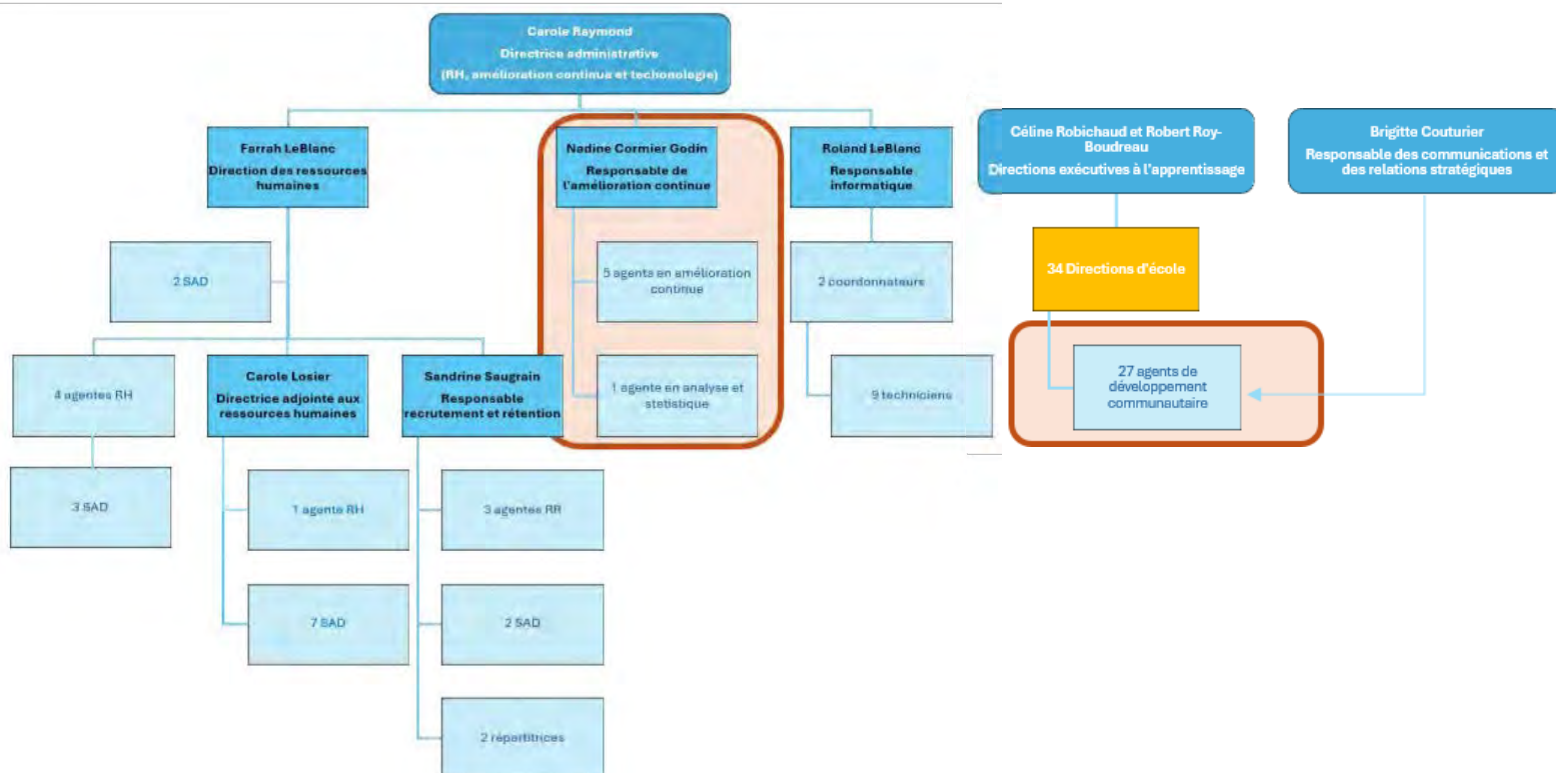 Carole Raymond
Directrice administrative
(RH, amélioration continue et techonologie)
Farrah LeBlanc
Direction des ressources
humaines
Nadine Cormier Godin
Responsable de
l'amélioration continue
Roland LeBlanc
Responsable
informatique
2 SAD
5 agents en amélioration
continue
2 coordonnateurs
4 agentes RH
Carole Losier
Directrice adjointe aux
ressources humaines
Sandrine Saugrain
Responsable
recrutement et rétention
1 agente en analyse et
statistique
9 techniciens
3 SAD
1 agente RH
3 agentes RR
7 SAD
2 SAD
2 répartitrices
Céline Robichaud et Robert Roy-
Boudreau
Directions exécutives à l'apprentissage
Brigitte Couturier
Responsable des communications et
des relations stratégiques
34 Directions d'école
27 agents de
développement
communautaire